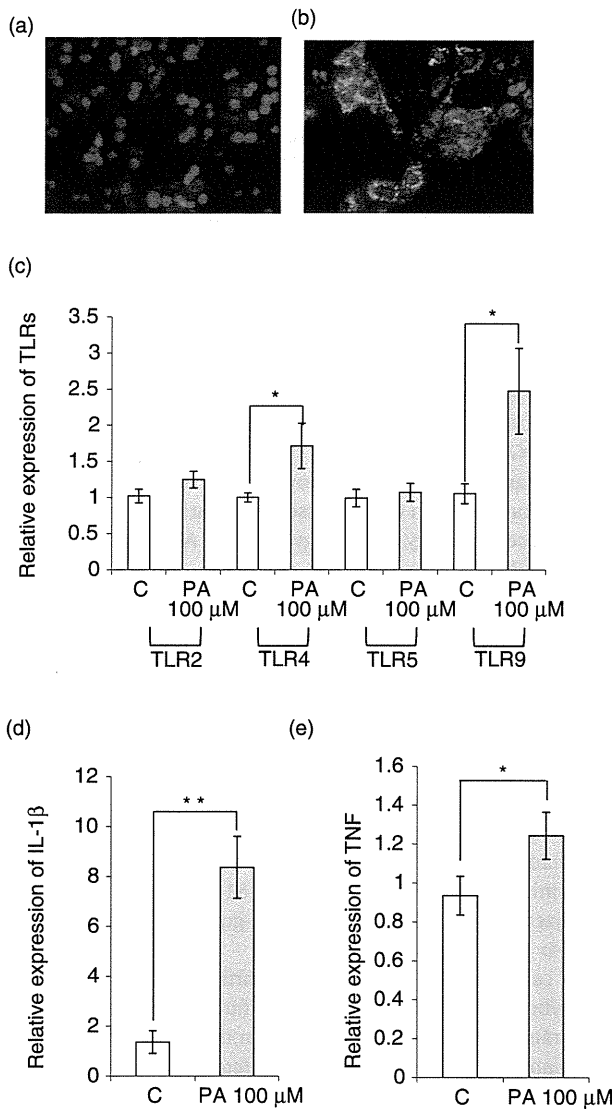 (a)
(b)
(c)
Relative expression of TLRs
3.5
3
2.5
2
1.5
1
0.5
0
*
*
C PA C PA C PA C PA
100 μM 100 μM 100 μM 100 μM
TLR2 TLR4 TLR5 TLR9
(d)
Relative expression of IL-1β
12
10
8
6
4
2
0
**
C PA 100 μM
(e)
Relative expression of TNF
1.6
1.4
1.2
1
0.8
0.6
0.4
0.2
0
*
C PA 100 μM